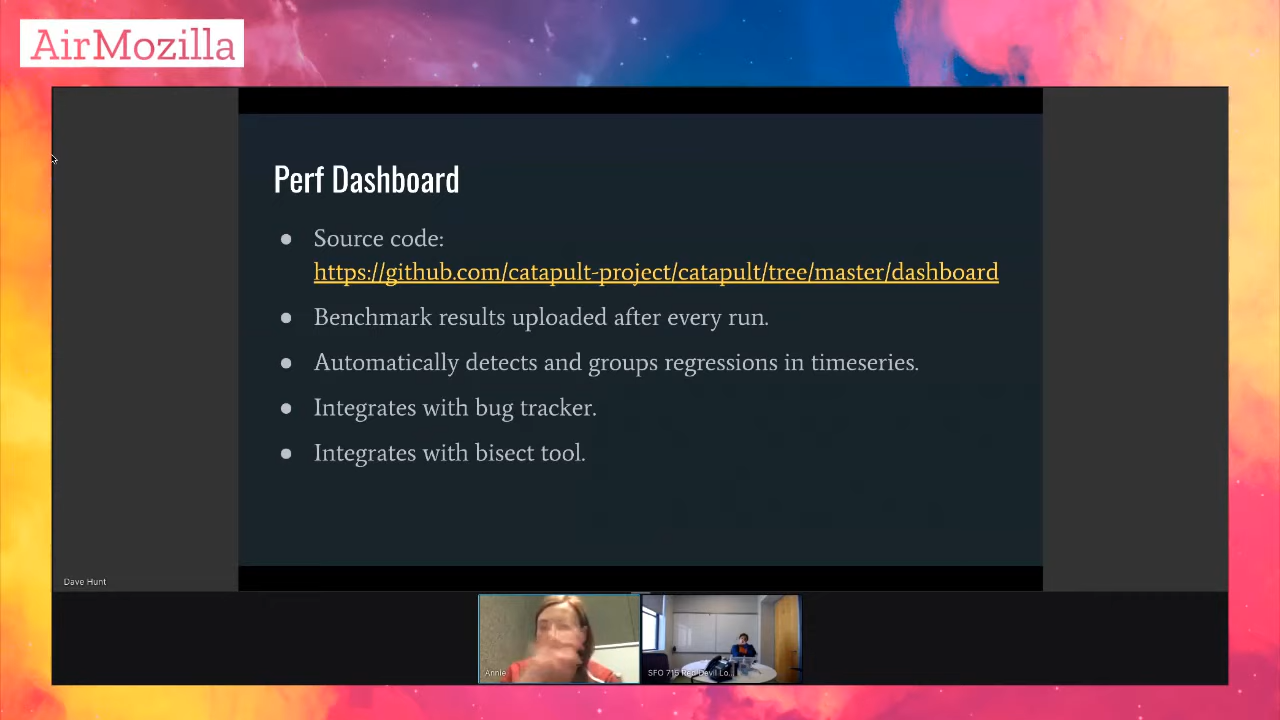 AirMozilla
Perf Dashboard
● Source code:
https://github.com/catapult-project/catapult/tree/master/dashboard
● Benchmark results uploaded after every run.
● Automatically detects and groups regressions in timeseries.
● Integrates with bug tracker.
● Integrates with bisect tool.
Dave Hunt
Annie
SFO 715 Red Devil Lo...